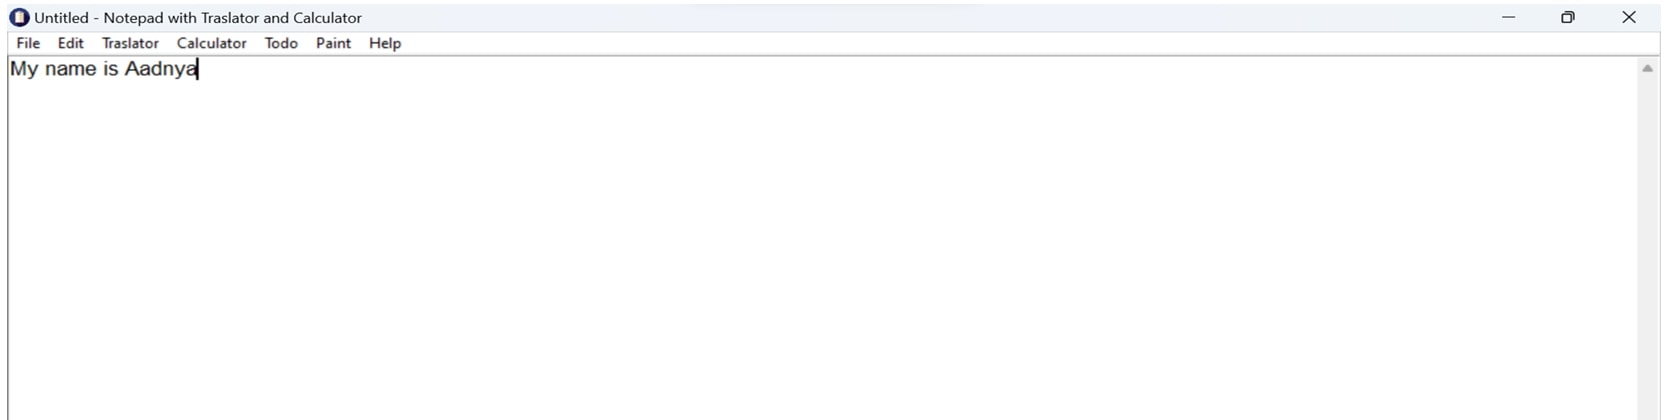 Untitled - Notepad with Traslator and Calculator
File Edit Traslator Calculator Todo Paint Help
My name is Aadnya